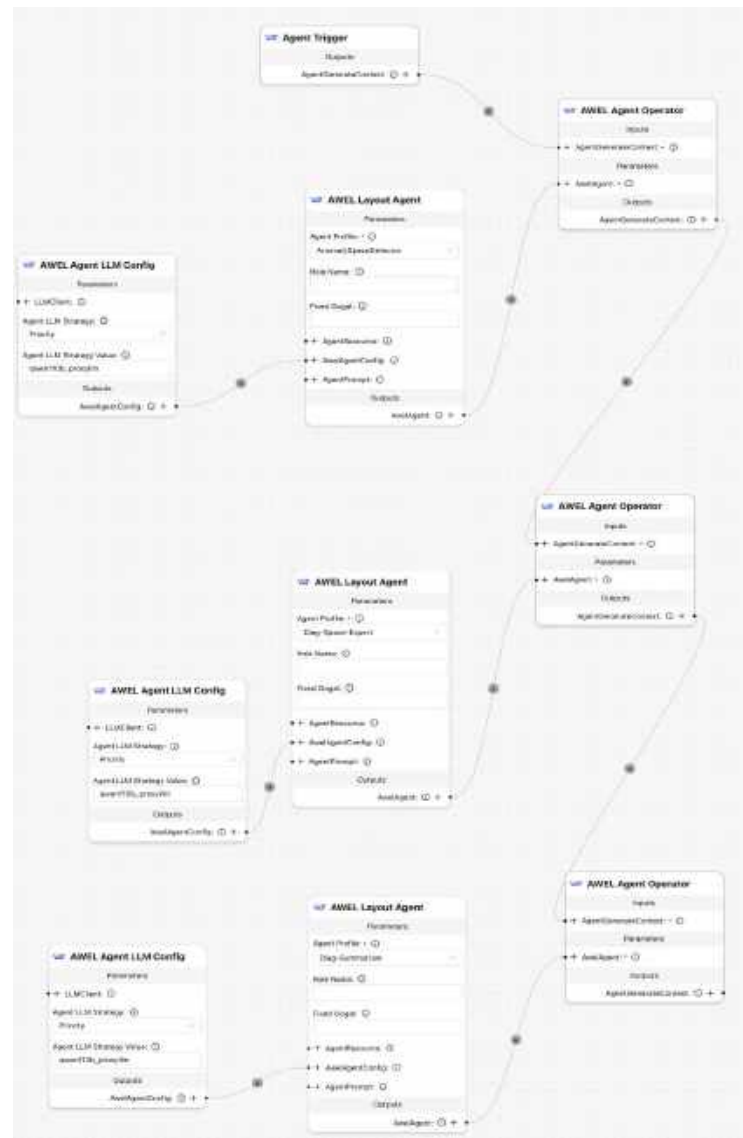 Agent Trigger
Outputs
AgentGenerateContext:
AWEL Agent Operator
Inputs
AgentGenerateContext: *
Parameters
AwelAgent: *
Outputs
AgentGenerateContext:
AWEL Layout Agent
Parameters
Agent Profile: *
Role Name:
Fixed Gogal:
AgentResource:
AwelAgentConfig:
AgentPrompt:
Outputs
AwelAgent:
AWEL Agent LLM Config
Parameters
LLMClient:
Agent LLM Strategy:
Priority
Agent LLM Strategy Value:
Outputs
AwelAgentConfig:
AWEL Agent Operator
Inputs
AgentGenerateContext: *
Parameters
AwelAgent: *
Outputs
AgentGenerateContext:
AWEL Layout Agent
Parameters
Agent Profile: *
Diag-Space-Expert
Role Name:
Fixed Gogal:
AgentResource:
AwelAgentConfig:
AgentPrompt:
Outputs
AwelAgent:
AWEL Agent LLM Config
Parameters
LLMClient:
Agent LLM Strategy:
Priority
Agent LLM Strategy Value:
Outputs
AwelAgentConfig:
AWEL Agent Operator
Inputs
AgentGenerateContext: *
Parameters
AwelAgent: *
Outputs
AgentGenerateContext:
AWEL Layout Agent
Parameters
Agent Profile: *
Role Name:
Fixed Gogal:
AgentResource:
AwelAgentConfig:
AgentPrompt:
Outputs
AwelAgent:
AWEL Agent LLM Config
Parameters
LLMClient:
Agent LLM Strategy:
Priority
Agent LLM Strategy Value:
Outputs
AwelAgentConfig: